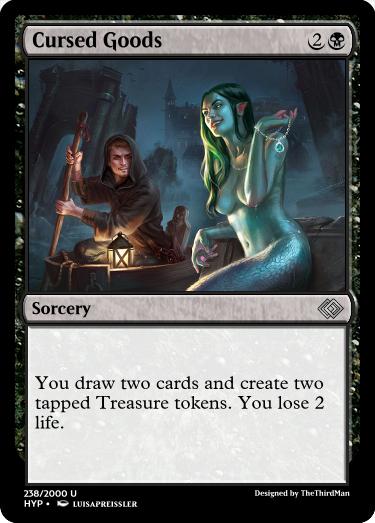 Cursed Goods 2
Sorcery
You draw two cards and create two
tapped Treasure tokens. You lose 2
life.
238/2000 U
HYP • LUISAPREISSLER
Designed by TheThirdMan